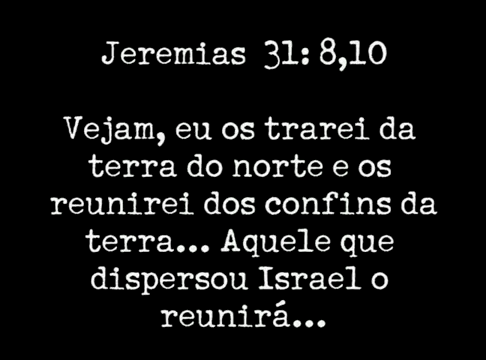 Jeremias 31:8,10
Vejam, eu os trarei da
terra do norte e os
reunirei dos confins da
terra... Aquele que
dispersou Israel o
reunirá...